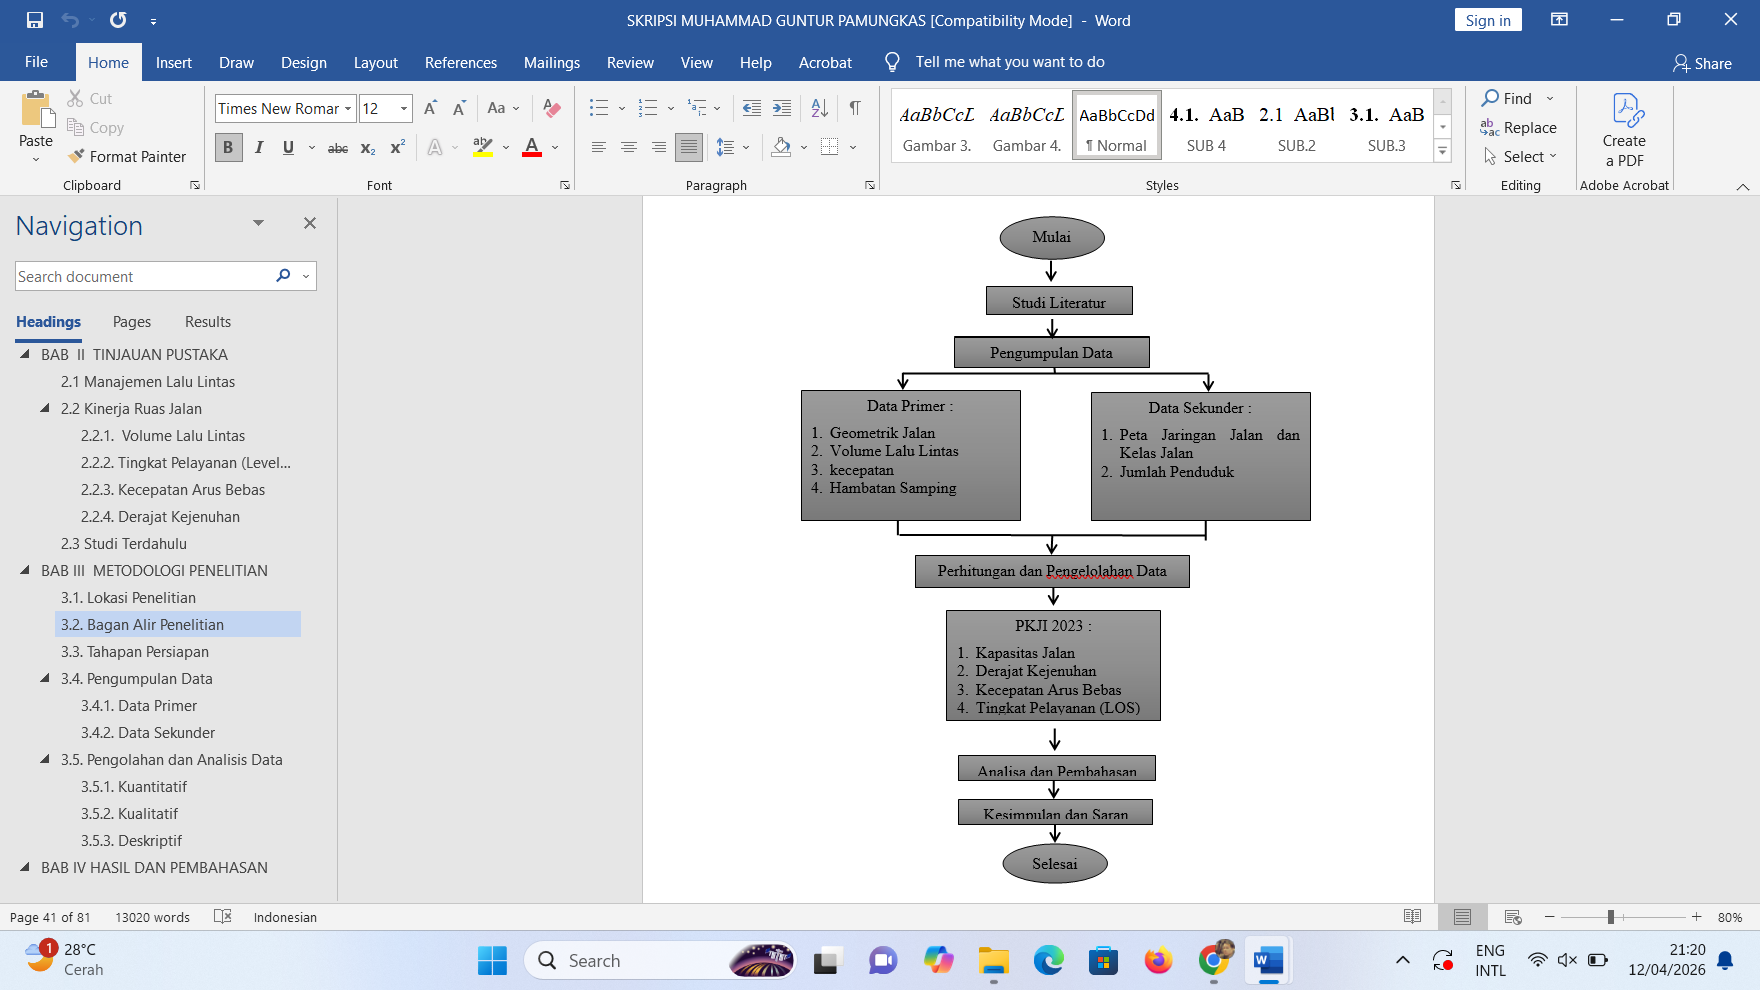 SKRIPSI MUHAMMAD GUNTUR PAMUNGKAS [Compatibility Mode] - Word
Sign in
File Home Insert Draw Design Layout References Mailings Review View Help Acrobat Tell me what you want to do Share
Paste
Cut
Copy
Format Painter
Clipboard
Times New Roman 12
Aa
B I U abc x₂ x²
Font
Paragraph
AaBbCcL AaBbCcL AaBbCcDd 4.1. AaB 2.1 AaBl 3.1. AaB
Gambar 3. Gambar 4. ¶ Normal SUB 4 SUB.2 SUB.3
Styles
Find
Replace
Select
Editing
Create a PDF
Adobe Acrobat
Navigation
Search document
Headings Pages Results
BAB II TINJAUAN PUSTAKA
2.1 Manajemen Lalu Lintas
2.2 Kinerja Ruas Jalan
2.2.1. Volume Lalu Lintas
2.2.2. Tingkat Pelayanan (Level...
2.2.3. Kecepatan Arus Bebas
2.2.4. Derajat Kejenuhan
2.3 Studi Terdahulu
BAB III METODOLOGI PENELITIAN
3.1. Lokasi Penelitian
3.2. Bagan Alir Penelitian
3.3. Tahapan Persiapan
3.4. Pengumpulan Data
3.4.1. Data Primer
3.4.2. Data Sekunder
3.5. Pengolahan dan Analisis Data
3.5.1. Kuantitatif
3.5.2. Kualitatif
3.5.3. Deskriptif
BAB IV HASIL DAN PEMBAHASAN
Mulai
Studi Literatur
Pengumpulan Data
Data Primer :
1. Geometrik Jalan
2. Volume Lalu Lintas
3. kecepatan
4. Hambatan Samping
Data Sekunder :
1. Peta Jaringan Jalan dan
Kelas Jalan
2. Jumlah Penduduk
Perhitungan dan Pengelolahan Data
PKJI 2023 :
1. Kapasitas Jalan
2. Derajat Kejenuhan
3. Kecepatan Arus Bebas
4. Tingkat Pelayanan (LOS)
Analisa dan Pembahasan
Kesimpulan dan Saran
Selesai
Page 41 of 81 13020 words Indonesian 80%
1
28°C
Cerah
Search
ENG
INTL
21:20
12/04/2026